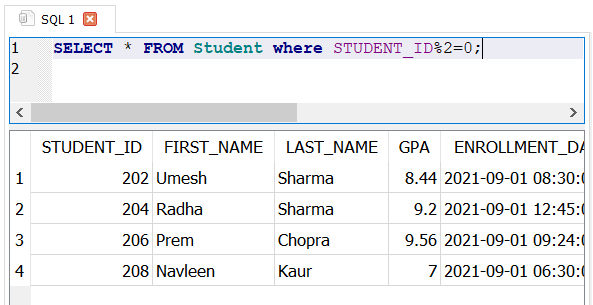 SQL 1
1 SELECT * FROM Student where STUDENT_ID%2=0;
2
STUDENT_ID FIRST_NAME LAST_NAME GPA ENROLLMENT_DA
1 202 Umesh Sharma 8.44 2021-09-01 08:30:0
2 204 Radha Sharma 9.2 2021-09-01 12:45:0
3 206 Prem Chopra 9.56 2021-09-01 09:24:0
4 208 Navleen Kaur 7 2021-09-01 06:30:0